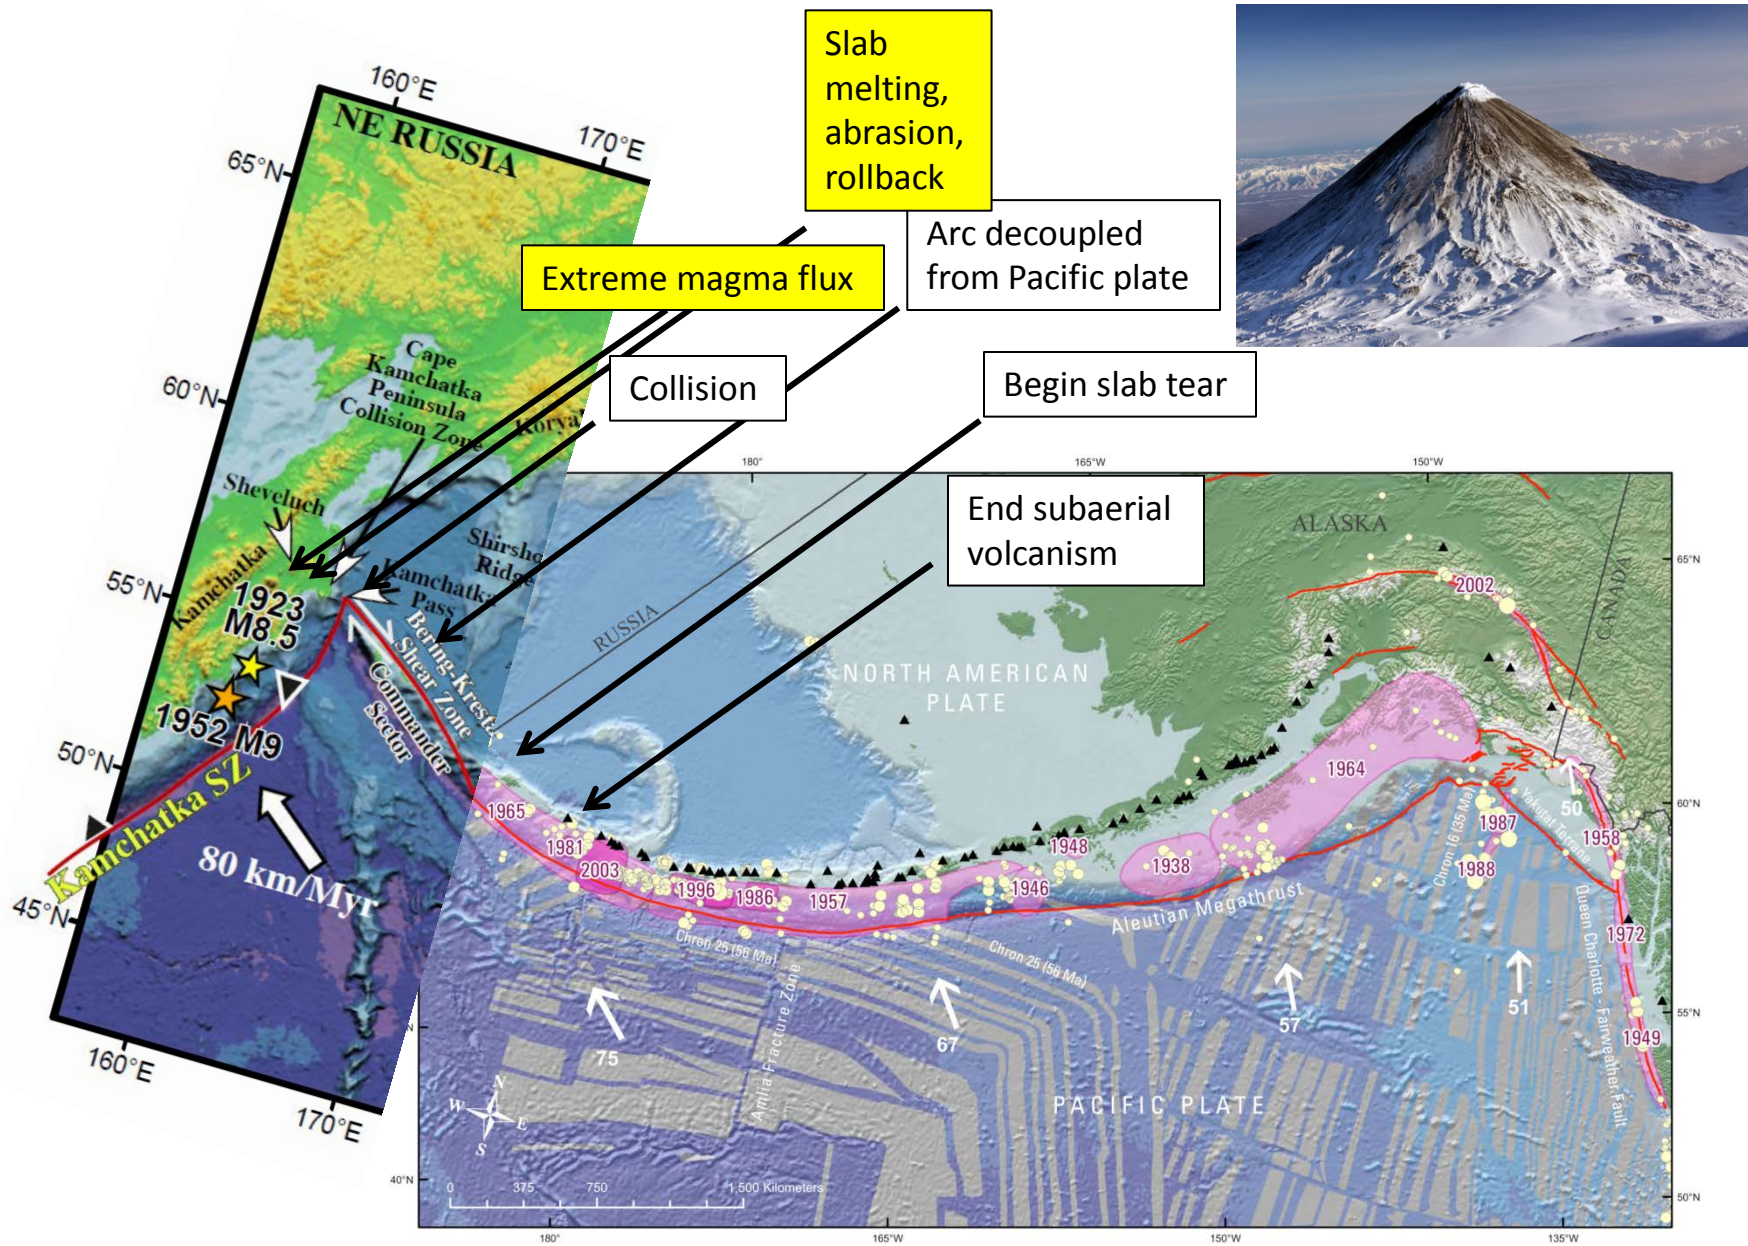 Slab
melting,
abrasion,
rollback
Extreme magma flux
Arc decoupled
from Pacific plate
Collision
Begin slab tear
End subaerial
volcanism
160°E
170°E
NE RUSSIA
65°N
60°N
55°N
50°N
45°N
160°E
170°E
Cape
Kamchatka
Peninsula
Collision Zone
Sheveluch
Kamchatka
Shirsho
Ridge
Kamchatka
Pass
Bering-Kresta
Shear Zone
Commander
Sector
1923
M8.5
1952 M9
Kamchatka SZ
80 km/Myr
180°
165°W
150°W
65°N
60°N
55°N
50°N
40°N
180°
165°W
150°W
135°W
RUSSIA
ALASKA
CANADA
NORTH AMERICAN
PLATE
PACIFIC PLATE
2002
1964
1965
1981
2003
1996
1986
1957
1948
1946
1938
1987
1988
1958
1972
1949
50
Aleutian Megathrust
Chron 25 (56 Ma)
Chron 25 (56 Ma)
Chron 16 (35 Ma)
Yakutat Terrane
Amlia Fracture Zone
Queen Charlotte - Fairweather Fault
75
67
57
51
N
W
E
S
0 375 750 1,500 Kilometers